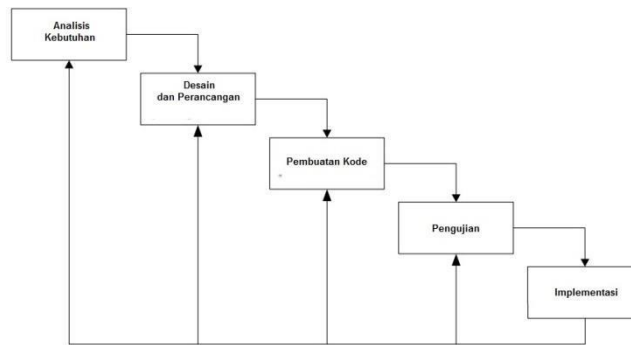 Analisis
Kebutuhan
Desain
dan Perancangan
Pembuatan Kode
Pengujian
Implementasi